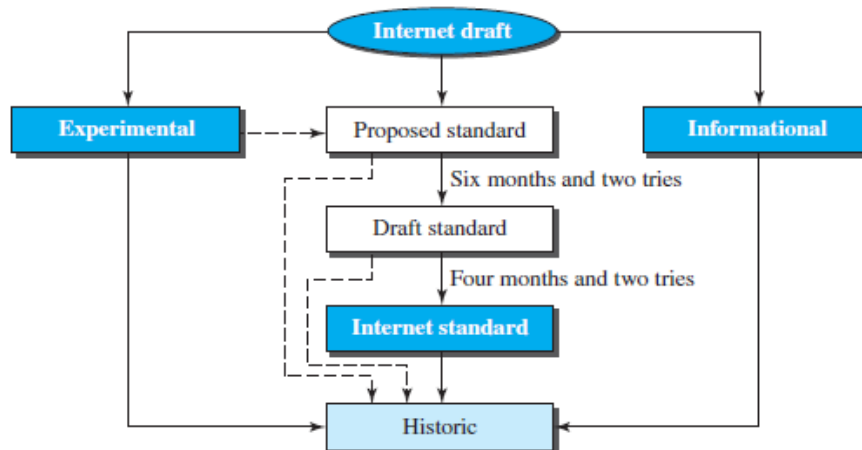 Internet draft
Experimental
Proposed standard
Informational
Six months and two tries
Draft standard
Four months and two tries
Internet standard
Historic